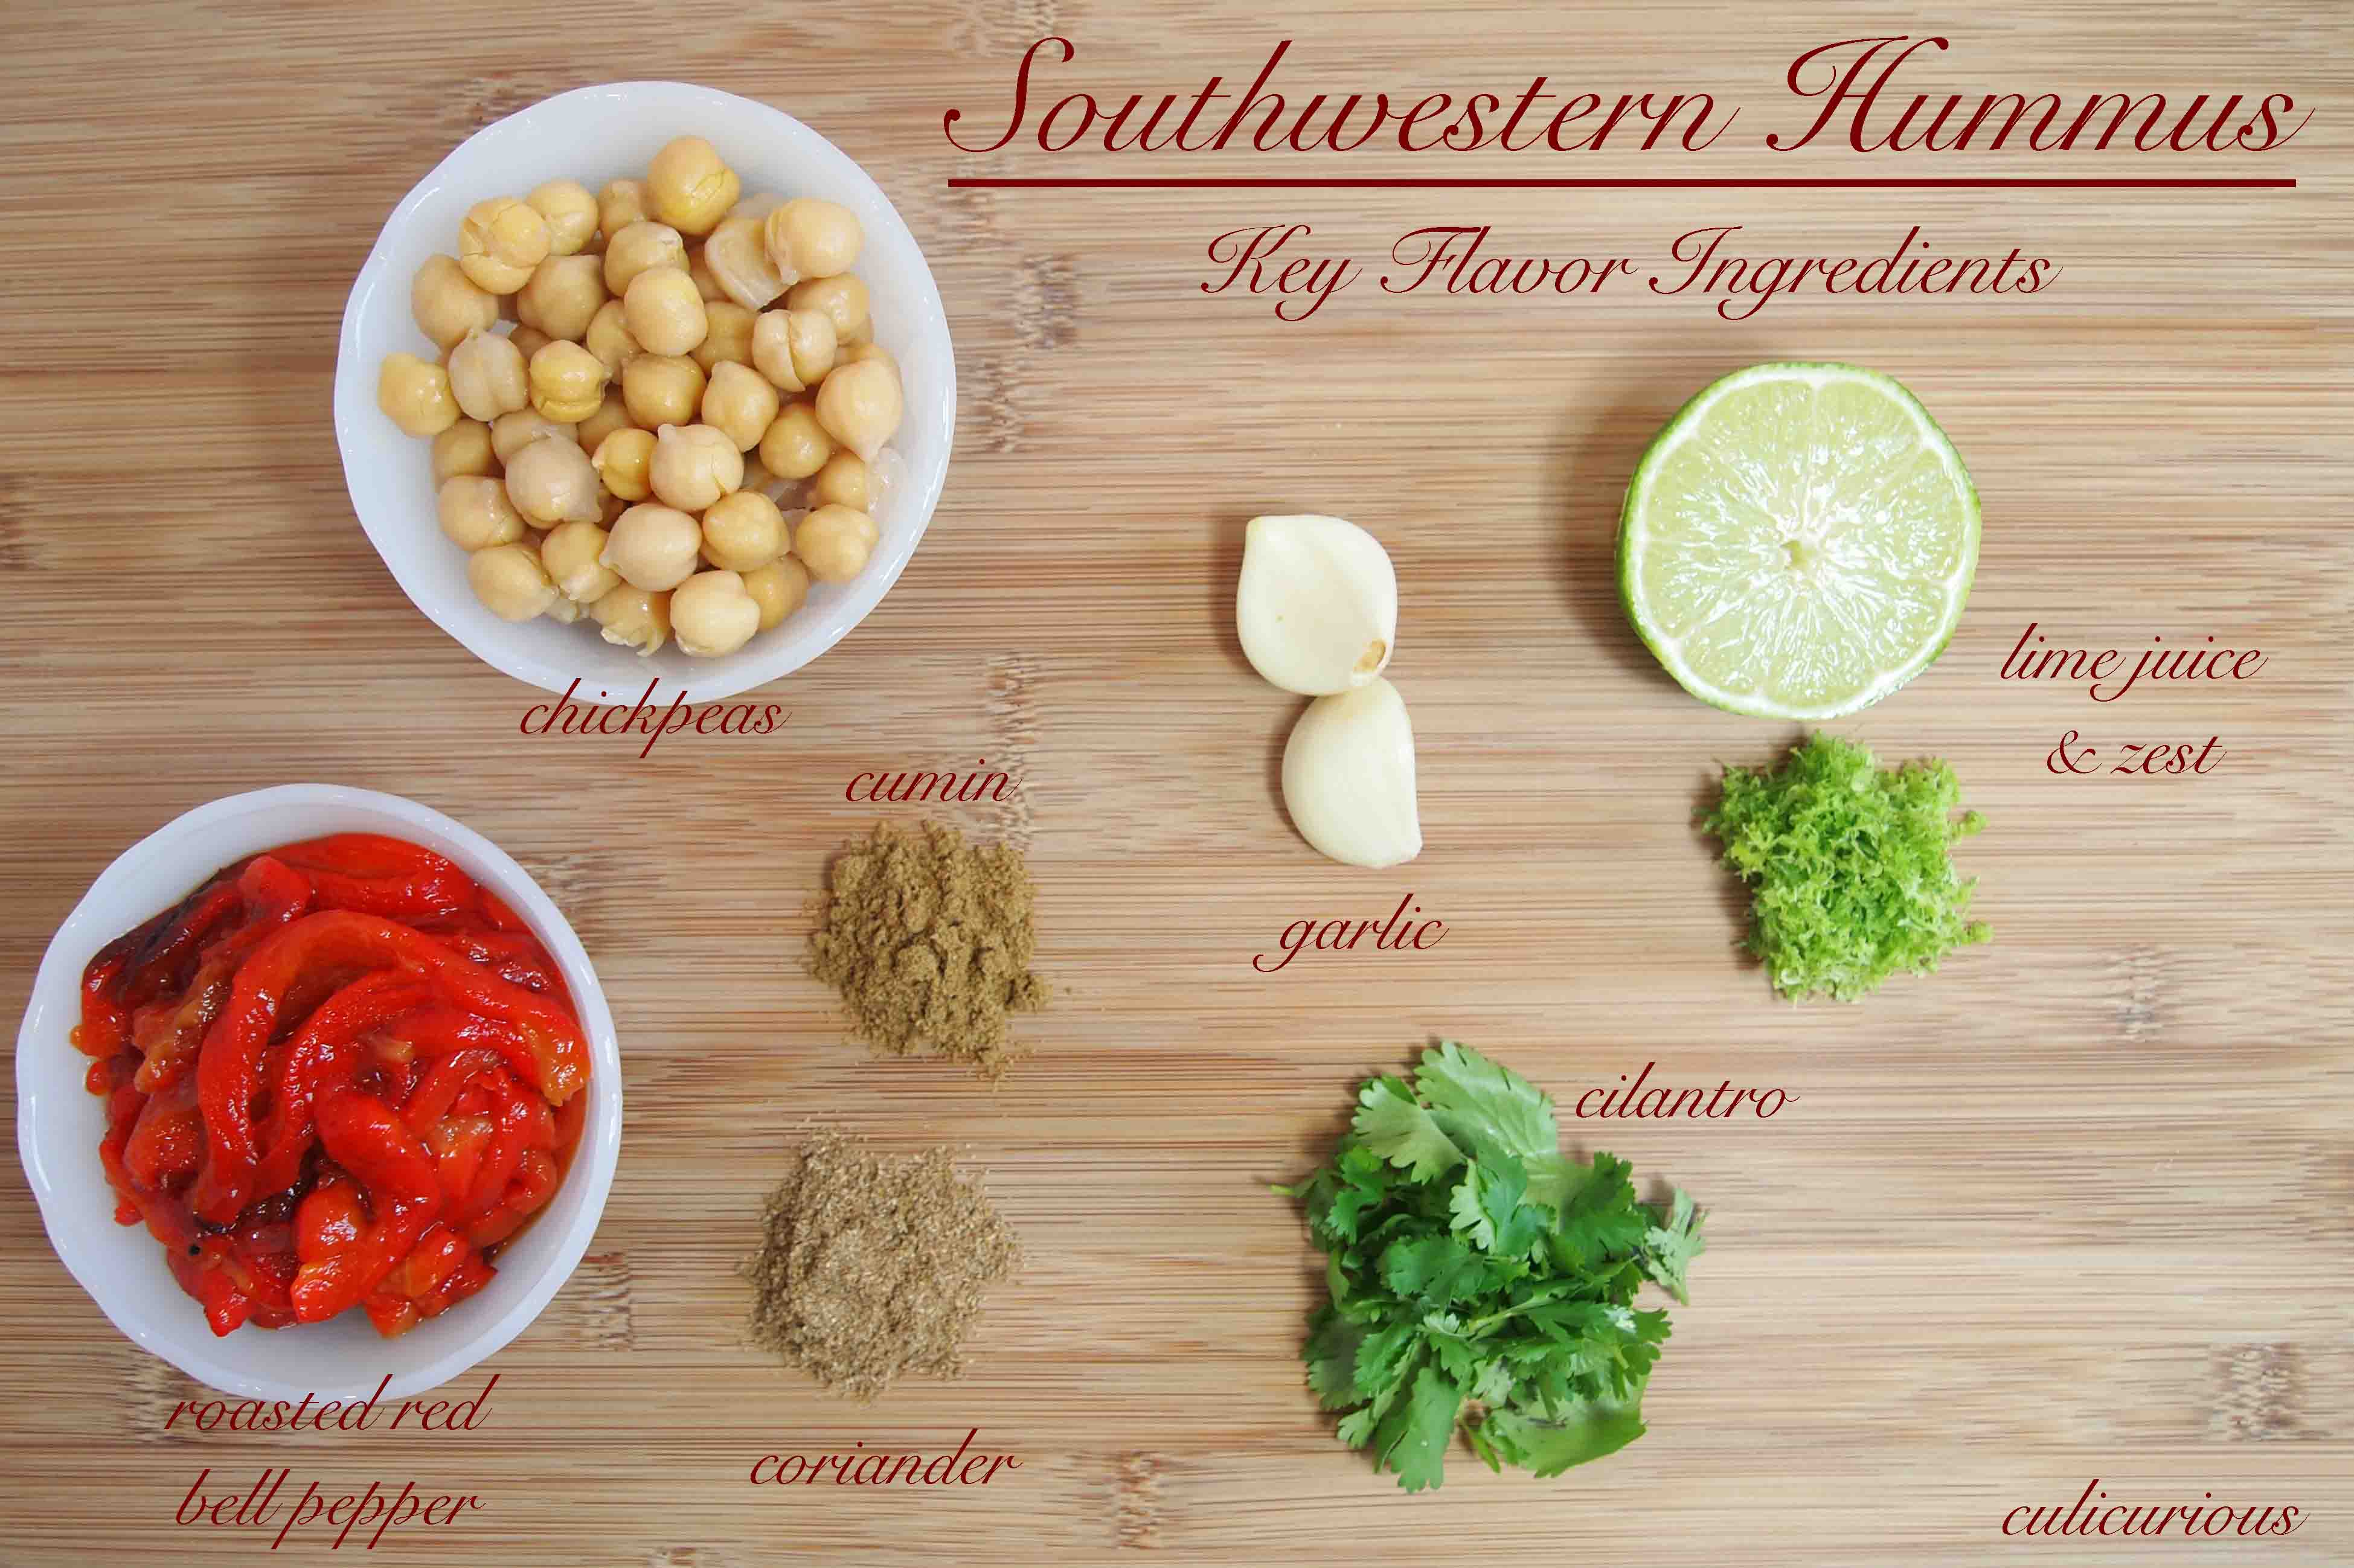 Southwestern Hummus
Key Flavor Ingredients
chickpeas
lime juice
& zest
cumin
garlic
cilantro
roasted red
bell pepper
coriander
culicurious